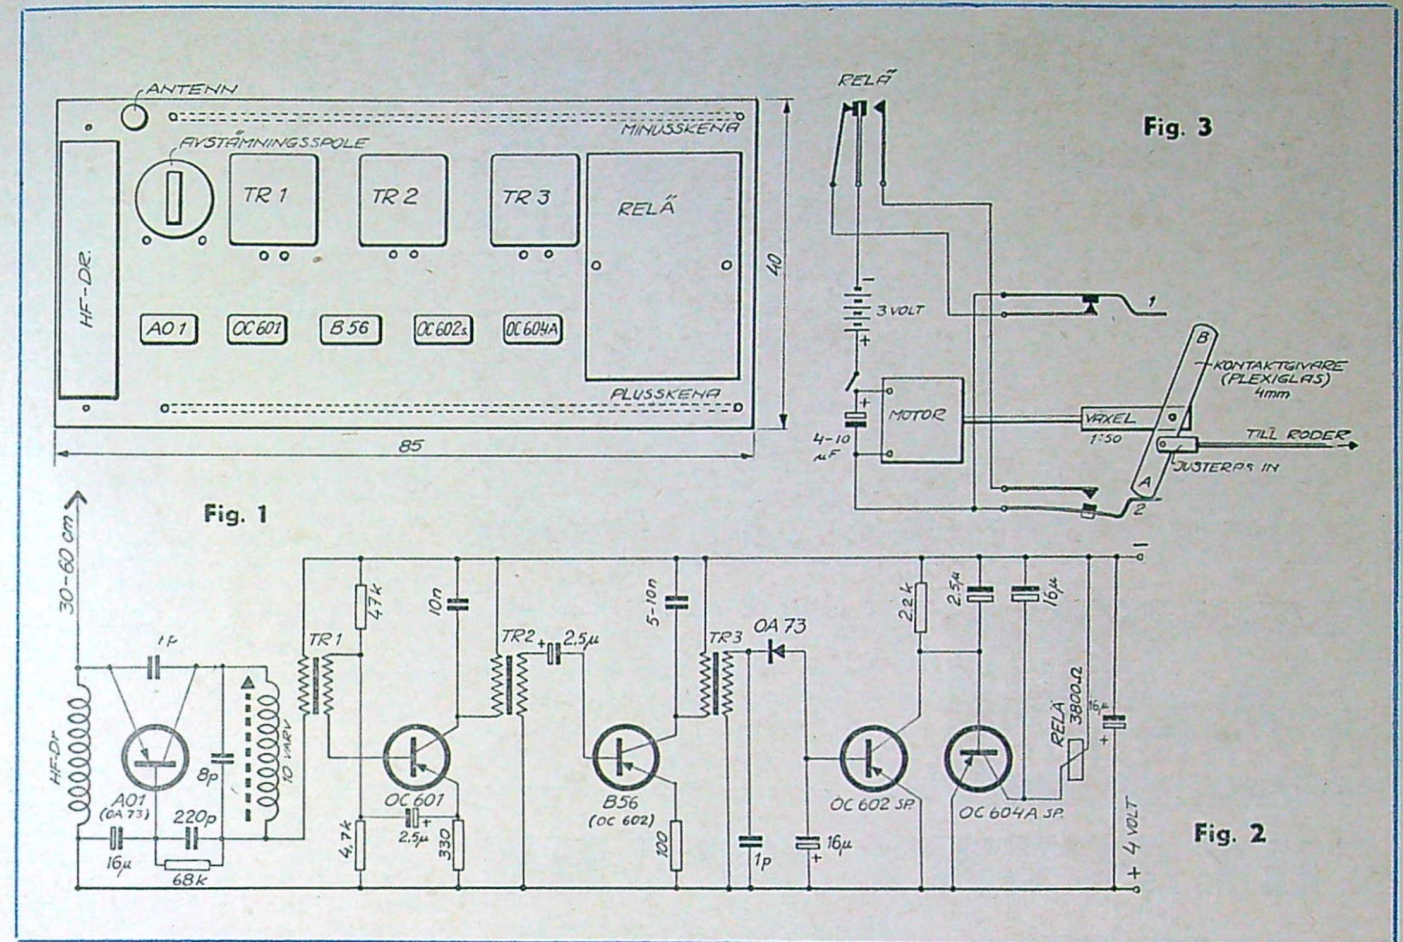 ANTENN
MINUSSKENA
AVSTÄMNINGSSPOLE
TR 1
TR 2
TR 3
RELÄ
HF-DR.
AO1
OC601
B56
OC602s.
OC604A
PLUSSKENA
85
40
Fig. 1
RELÄ
Fig. 3
-
3 VOLT
+
+
4-10
µF
MOTOR
VÄXEL
1:50
1
B
KONTAKTGIVARE
(PLEXIGLAS)
4mm
TILL RODER
JUSTERAS IN
A
2
30-60 cm
1p
HF-Dr
AO1
(OA 73)
8p
220p
16µ
68k
10 VARV
TR1
47k
10n
OC 601
2,5µ
+
4,7k
330
TR2
+
2,5µ
5-10n
B56
(OC 602)
100
TR3
OA 73
1p
16µ
+
2.2k
2.5µ
16µ
OC 602 SP.
OC 604A SP.
RELÄ
3800Ω
16µ
+
-
+ 4 VOLT
Fig. 2